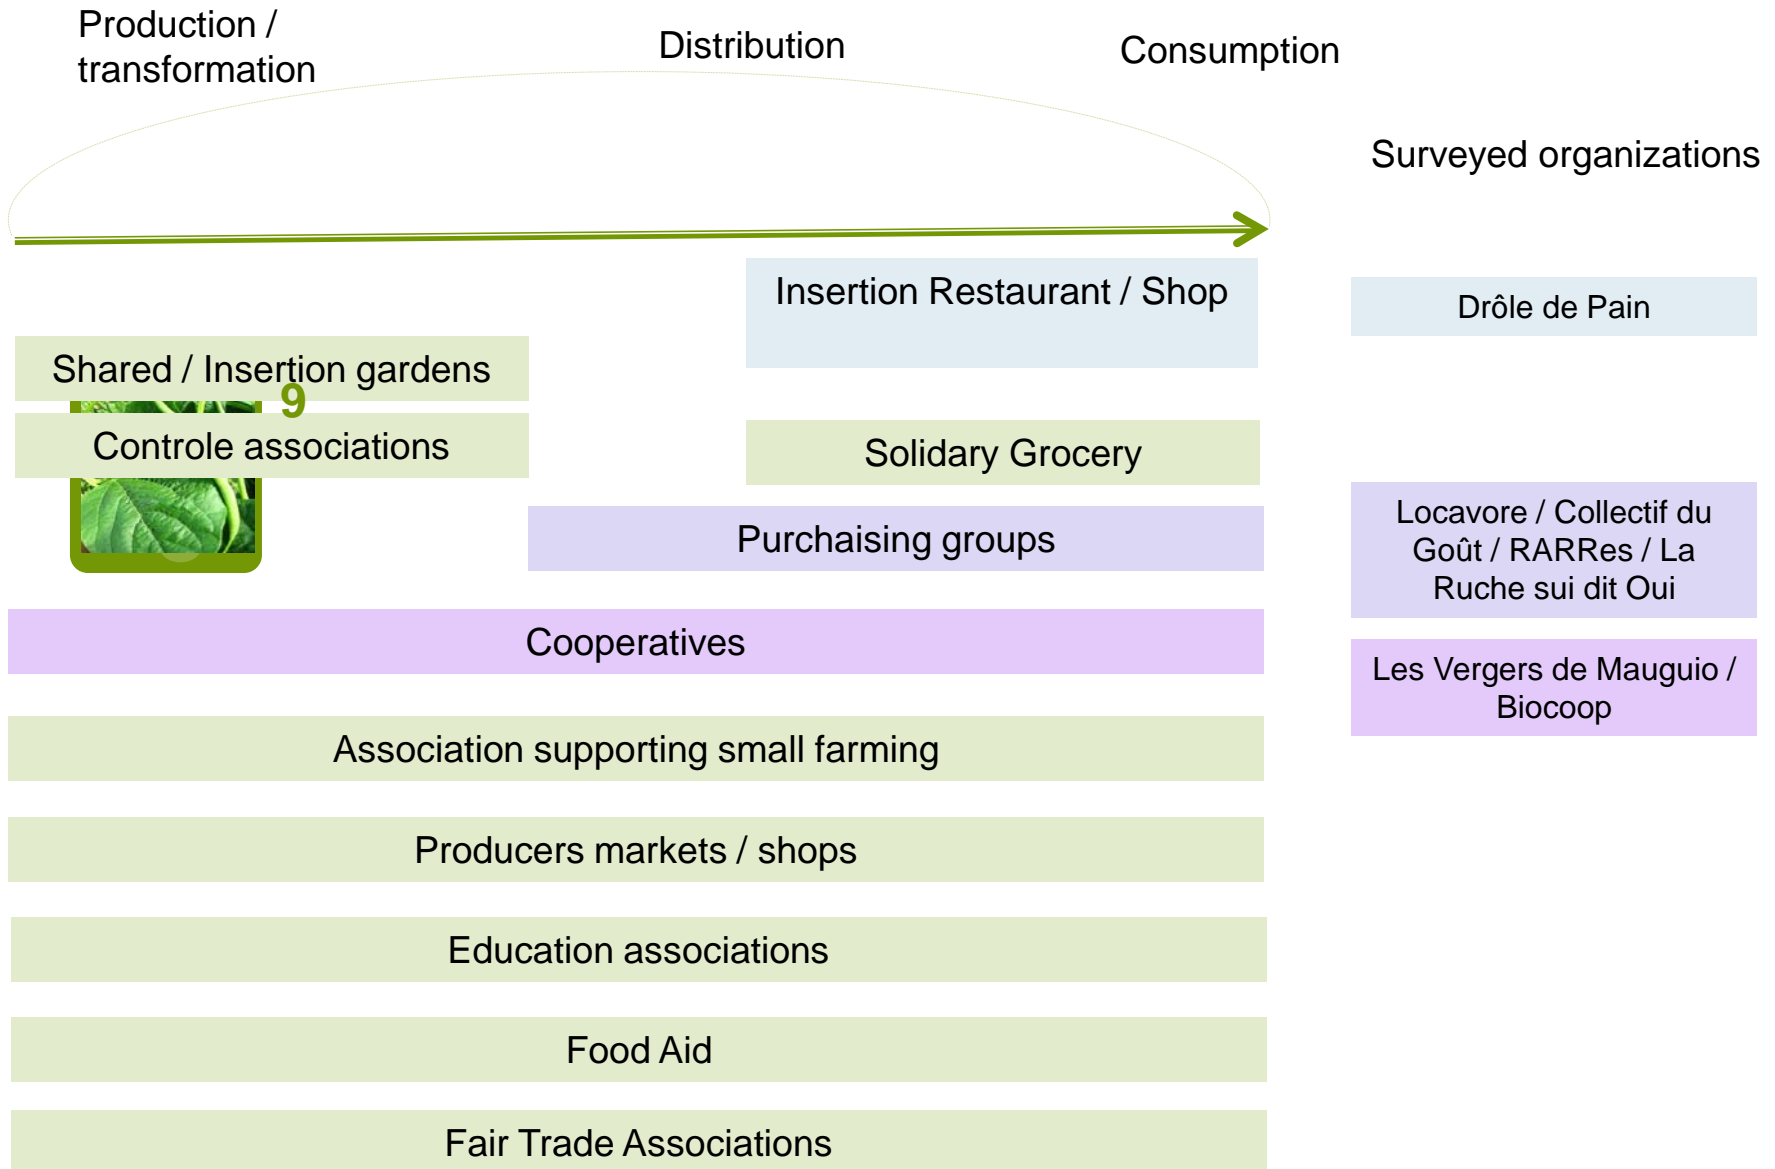 Production /
transformation
Distribution
Consumption
Surveyed organizations
Insertion Restaurant / Shop
Drôle de Pain
Shared / Insertion gardens
9
Controle associations
Solidary Grocery
Purchaising groups
Locavore / Collectif du
Goût / RARRes / La
Ruche sui dit Oui
Cooperatives
Les Vergers de Mauguio /
Biocoop
Association supporting small farming
Producers markets / shops
Education associations
Food Aid
Fair Trade Associations